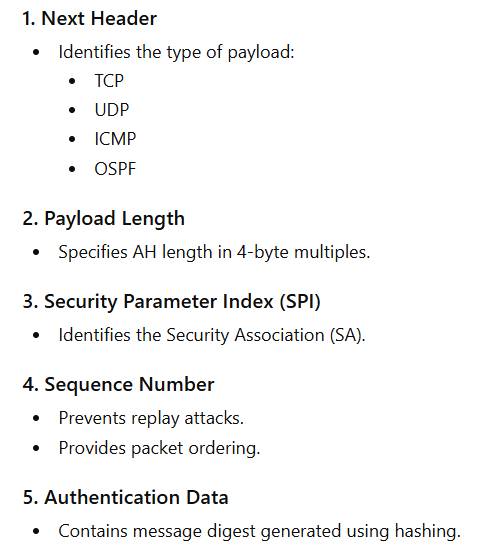 1. Next Header
• Identifies the type of payload:
• TCP
• UDP
• ICMP
• OSPF
2. Payload Length
• Specifies AH length in 4-byte multiples.
3. Security Parameter Index (SPI)
• Identifies the Security Association (SA).
4. Sequence Number
• Prevents replay attacks.
• Provides packet ordering.
5. Authentication Data
• Contains message digest generated using hashing.